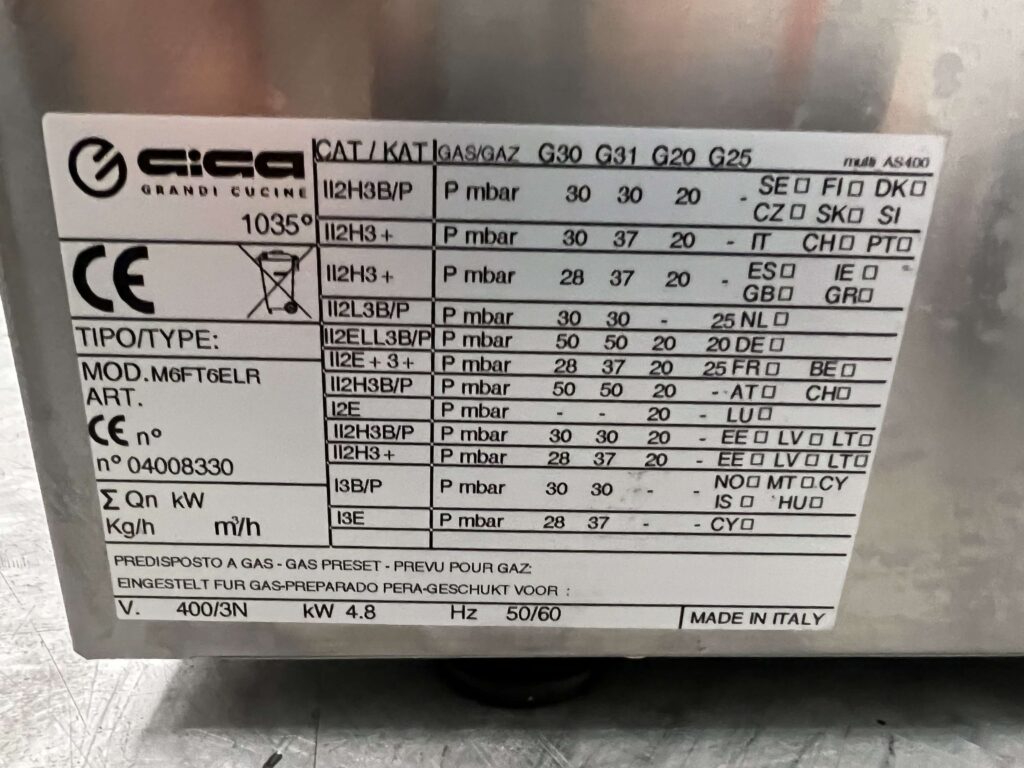 GIGA
GRANDI CUCINE
1035°
CE
TIPO/TYPE:
MOD. M6FT6ELR
ART.
CE n°
n° 04008330
Σ Qn kW
Kg/h m³/h
CAT / KAT GAS/GAZ G30 G31 G20 G25 multi_AS400
II2H3B/P P mbar 30 30 20 - SE□ FI□ DK□
CZ□ SK□ SI
II2H3+ P mbar 30 37 20 - IT CH□ PT□
II2H3+ P mbar 28 37 20 - ES□ IE□
GB□ GR□
II2L3B/P P mbar 30 30 - 25 NL□
II2ELL3B/P P mbar 50 50 20 20 DE□
II2E+3+ P mbar 28 37 20 25 FR□ BE□
II2H3B/P P mbar 50 50 20 - AT□ CH□
I2E P mbar - - 20 - LU□
II2H3B/P P mbar 30 30 20 - EE□ LV□ LT□
II2H3+ P mbar 28 37 20 - EE□ LV□ LT□
I3B/P P mbar 30 30 - - NO□ MT□ CY
IS□ HU□
I3E P mbar 28 37 - - CY□
PREDISPOSTO A GAS - GAS PRESET - PREVU POUR GAZ:
EINGESTELT FUR GAS-PREPARADO PERA-GESCHUKT VOOR :
V. 400/3N kW 4.8 Hz 50/60 MADE IN ITALY